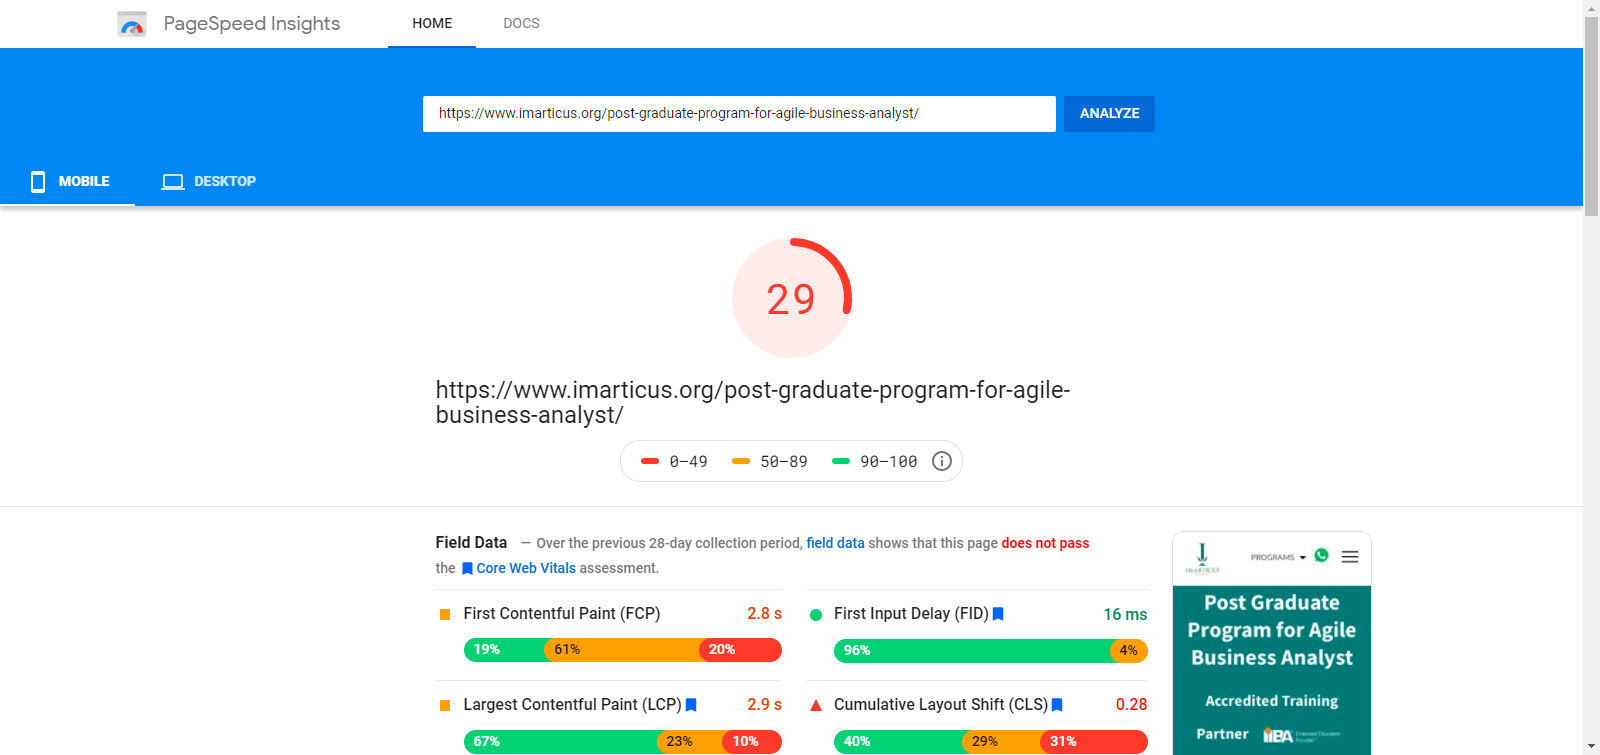 PageSpeed Insights
HOME
DOCS
https://www.imarticus.org/post-graduate-program-for-agile-business-analyst/
ANALYZE
MOBILE
DESKTOP
29
https://www.imarticus.org/post-graduate-program-for-agile-
business-analyst/
0–49
50–89
90–100
Field Data — Over the previous 28-day collection period, field data shows that this page does not pass
the Core Web Vitals assessment.
First Contentful Paint (FCP) 2.8 s
19% 61% 20%
First Input Delay (FID) 16 ms
96% 4%
Largest Contentful Paint (LCP) 2.9 s
67% 23% 10%
Cumulative Layout Shift (CLS) 0.28
40% 29% 31%
IMARTICUS
PROGRAMS
Post Graduate
Program for Agile
Business Analyst
Accredited Training
Partner IIBA Endorsed Education
Provider